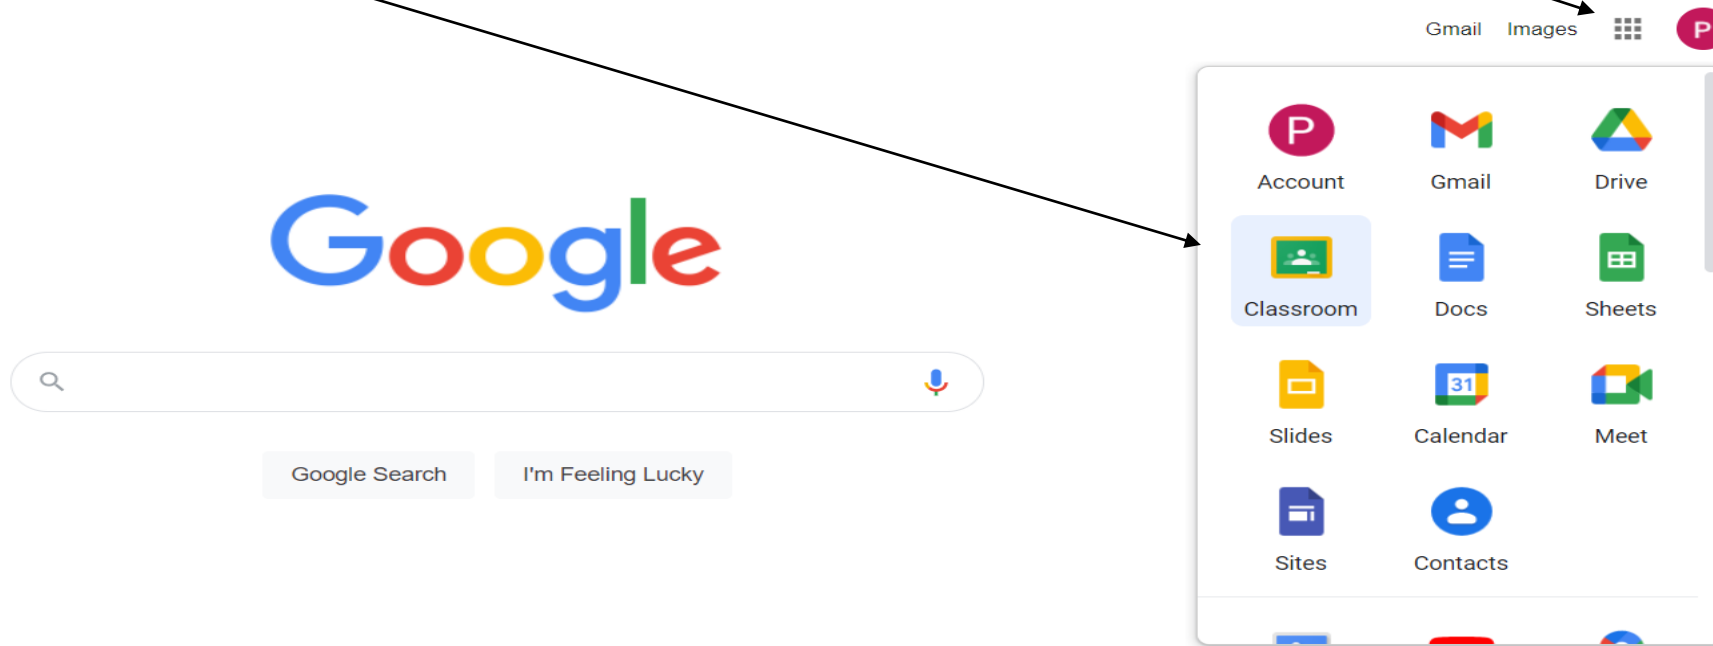 Gmail Images P
P
Account Gmail Drive
Google
Classroom Docs Sheets
31
Slides Calendar Meet
Google Search I'm Feeling Lucky
Sites Contacts